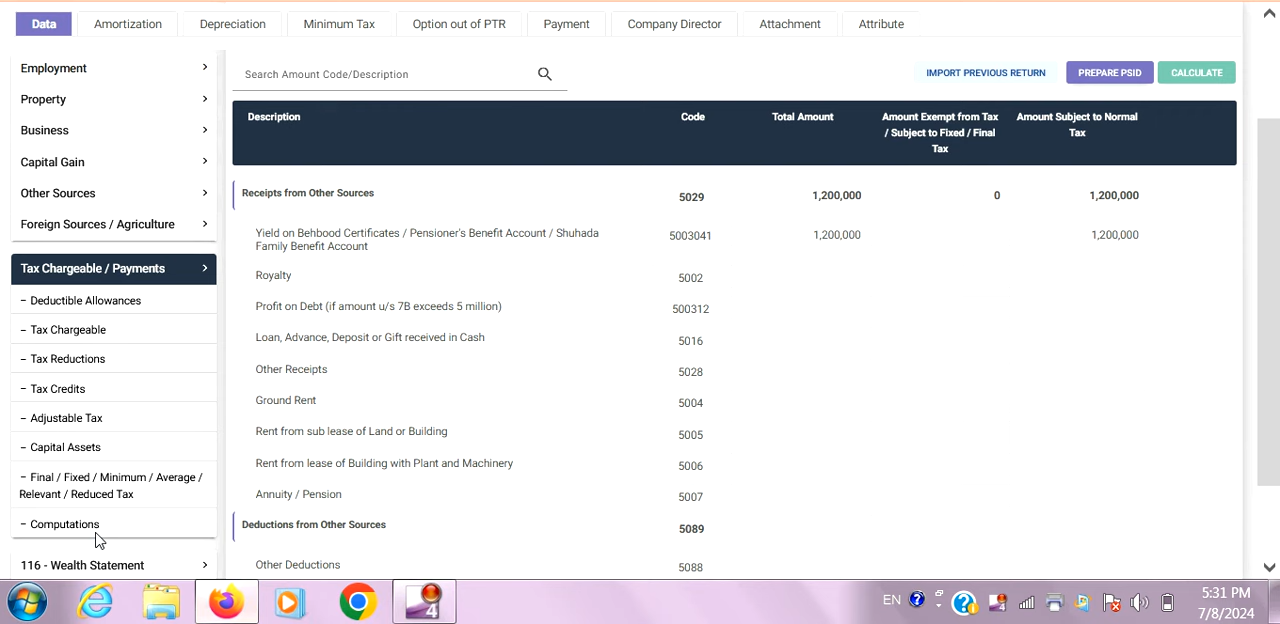 Data Amortization Depreciation Minimum Tax Option out of PTR Payment Company Director Attachment Attribute
Employment
Property
Business
Capital Gain
Other Sources
Foreign Sources / Agriculture
Tax Chargeable / Payments
– Deductible Allowances
– Tax Chargeable
– Tax Reductions
– Tax Credits
– Adjustable Tax
– Capital Assets
– Final / Fixed / Minimum / Average /
Relevant / Reduced Tax
– Computations
116 - Wealth Statement
Search Amount Code/Description
IMPORT PREVIOUS RETURN PREPARE PSID CALCULATE
Description Code Total Amount Amount Exempt from Tax / Subject to Fixed / Final Tax Amount Subject to Normal Tax
Receipts from Other Sources 5029 1,200,000 0 1,200,000
Yield on Behbood Certificates / Pensioner's Benefit Account / Shuhada
Family Benefit Account 5003041 1,200,000 1,200,000
Royalty 5002
Profit on Debt (if amount u/s 7B exceeds 5 million) 500312
Loan, Advance, Deposit or Gift received in Cash 5016
Other Receipts 5028
Ground Rent 5004
Rent from sub lease of Land or Building 5005
Rent from lease of Building with Plant and Machinery 5006
Annuity / Pension 5007
Deductions from Other Sources 5089
Other Deductions 5088
4 4
EN 5:31 PM
7/8/2024